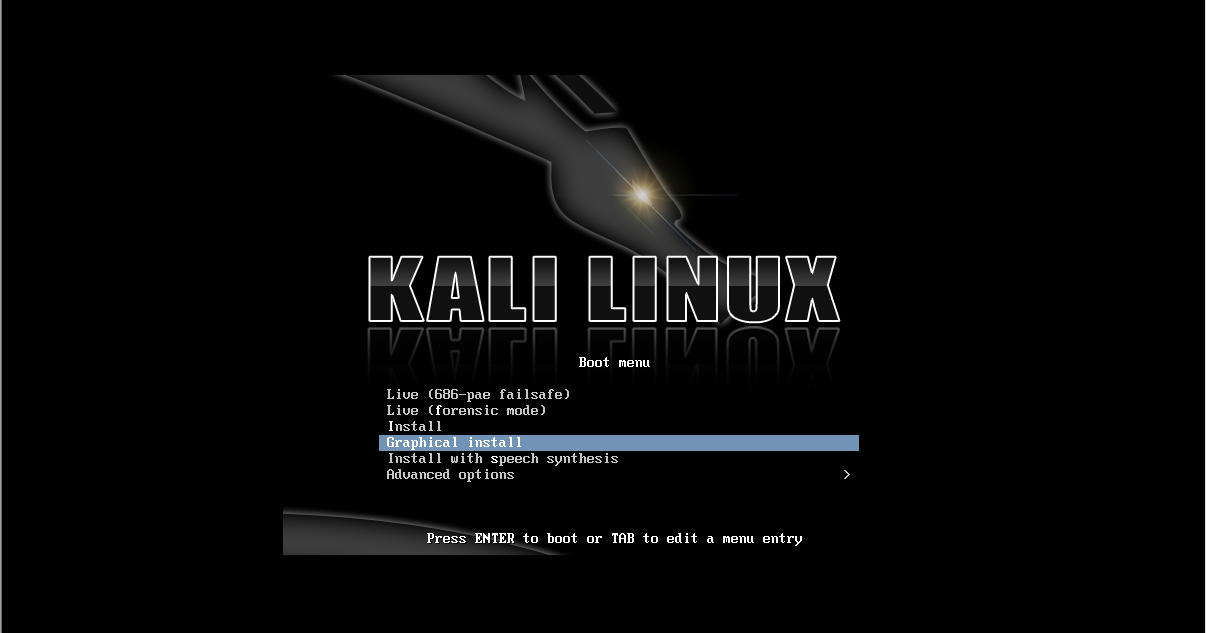 KALI LINUX
Boot menu
Live (686-pae failsafe)
Live (forensic mode)
Install
Graphical install
Install with speech synthesis
Advanced options >
Press ENTER to boot or TAB to edit a menu entry